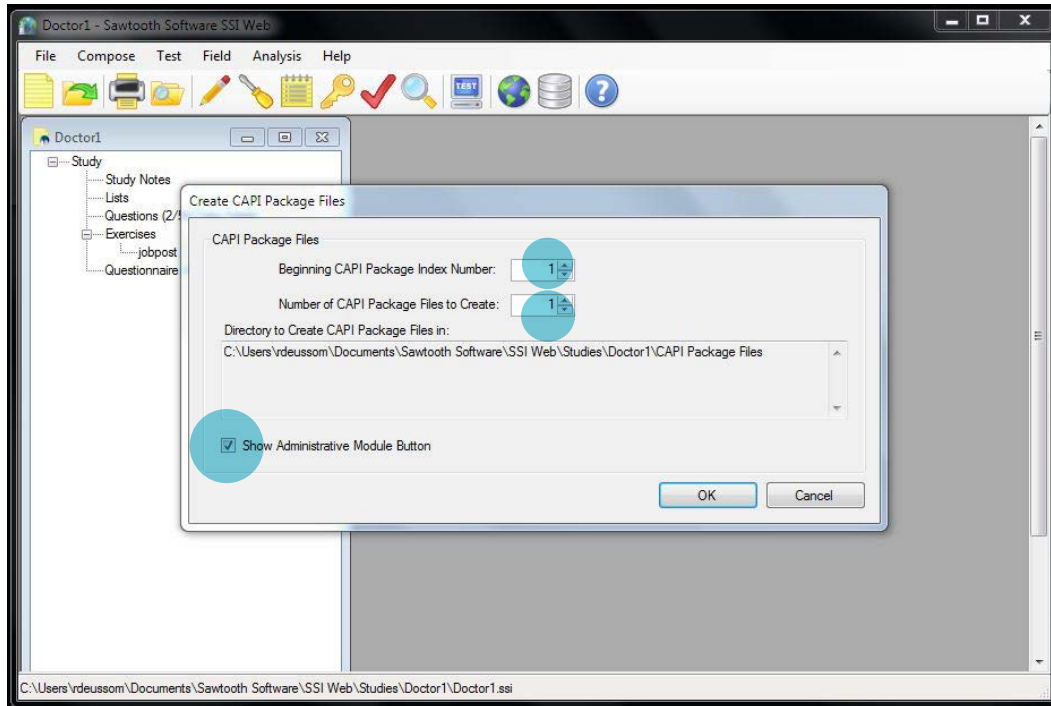 Doctor1 - Sawtooth Software SSI Web
File Compose Test Field Analysis Help
TEST
Doctor1
Study
Study Notes
Lists
Questions (2/
Exercises
jobpost
Questionnaire
Create CAPI Package Files
CAPI Package Files
Beginning CAPI Package Index Number: 1
Number of CAPI Package Files to Create: 1
Directory to Create CAPI Package Files in:
C:\Users\rdeussom\Documents\Sawtooth Software\SSI Web\Studies\Doctor1\CAPI Package Files
Show Administrative Module Button
OK Cancel
C:\Users\rdeussom\Documents\Sawtooth Software\SSI Web\Studies\Doctor1\Doctor1.ssi